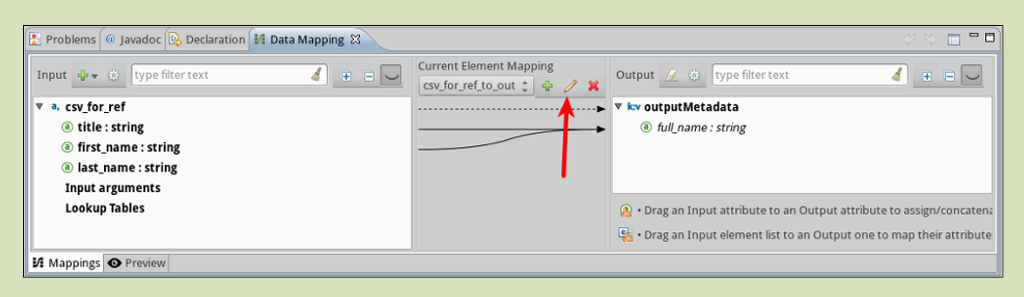 Problems @ Javadoc Declaration Data Mapping
Input type filter text
Current Element Mapping
csv_for_ref_to_out
Output type filter text
a, csv_for_ref
a title : string
a first_name : string
a last_name : string
Input arguments
Lookup Tables
k:v outputMetadata
a full_name : string
• Drag an Input attribute to an Output attribute to assign/concatena
• Drag an Input element list to an Output one to map their attribute
Mappings Preview